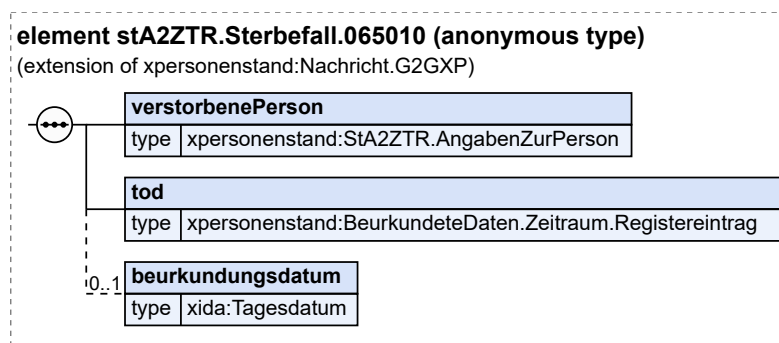 element stA2ZTR.Sterbefall.065010 (anonymous type)
(extension of xpersonenstand:Nachricht.G2GXP)
verstorbenePerson
type xpersonenstand:StA2ZTR.AngabenZurPerson
tod
type xpersonenstand:BeurkundeteDaten.Zeitraum.Registereintrag
0..1 beurkundungsdatum
type xida:Tagesdatum